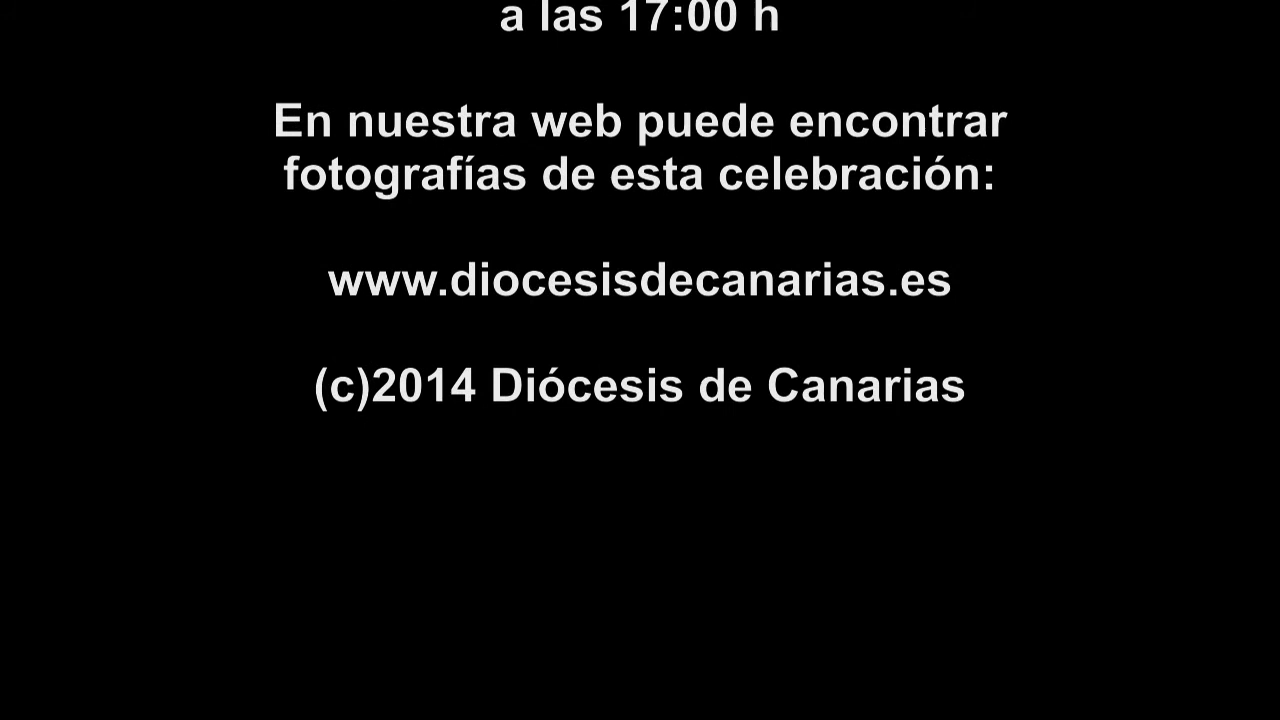 a las 17:00 h
En nuestra web puede encontrar
fotografías de esta celebración:
www.diocesisdecanarias.es
(c)2014 Diócesis de Canarias